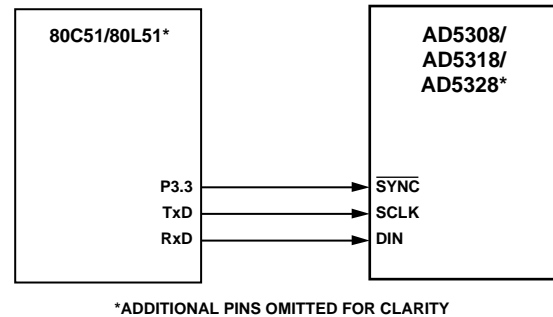 80C51/80L51*
AD5308/
AD5318/
AD5328*
P3.3
SYNC
TxD
SCLK
RxD
DIN
*ADDITIONAL PINS OMITTED FOR CLARITY